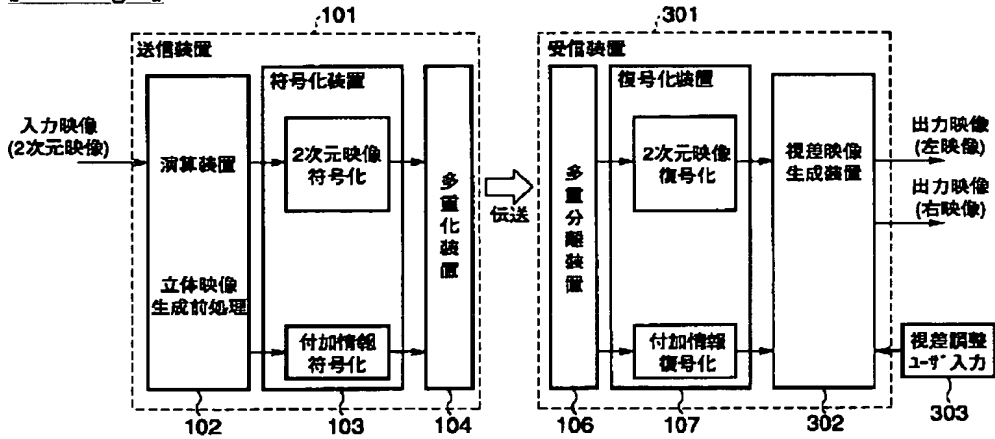 101
301
送信装置
受信装置
符号化装置
復号化装置
入力映像
(2次元映像)
演算装置
2次元映像
符号化
多重化装置
伝送
多重分離装置
2次元映像
復号化
視差映像
生成装置
出力映像
(左映像)
出力映像
(右映像)
立体映像
生成前処理
付加情報
符号化
付加情報
復号化
視差調整
ユーザ入力
102
103
104
106
107
302
303